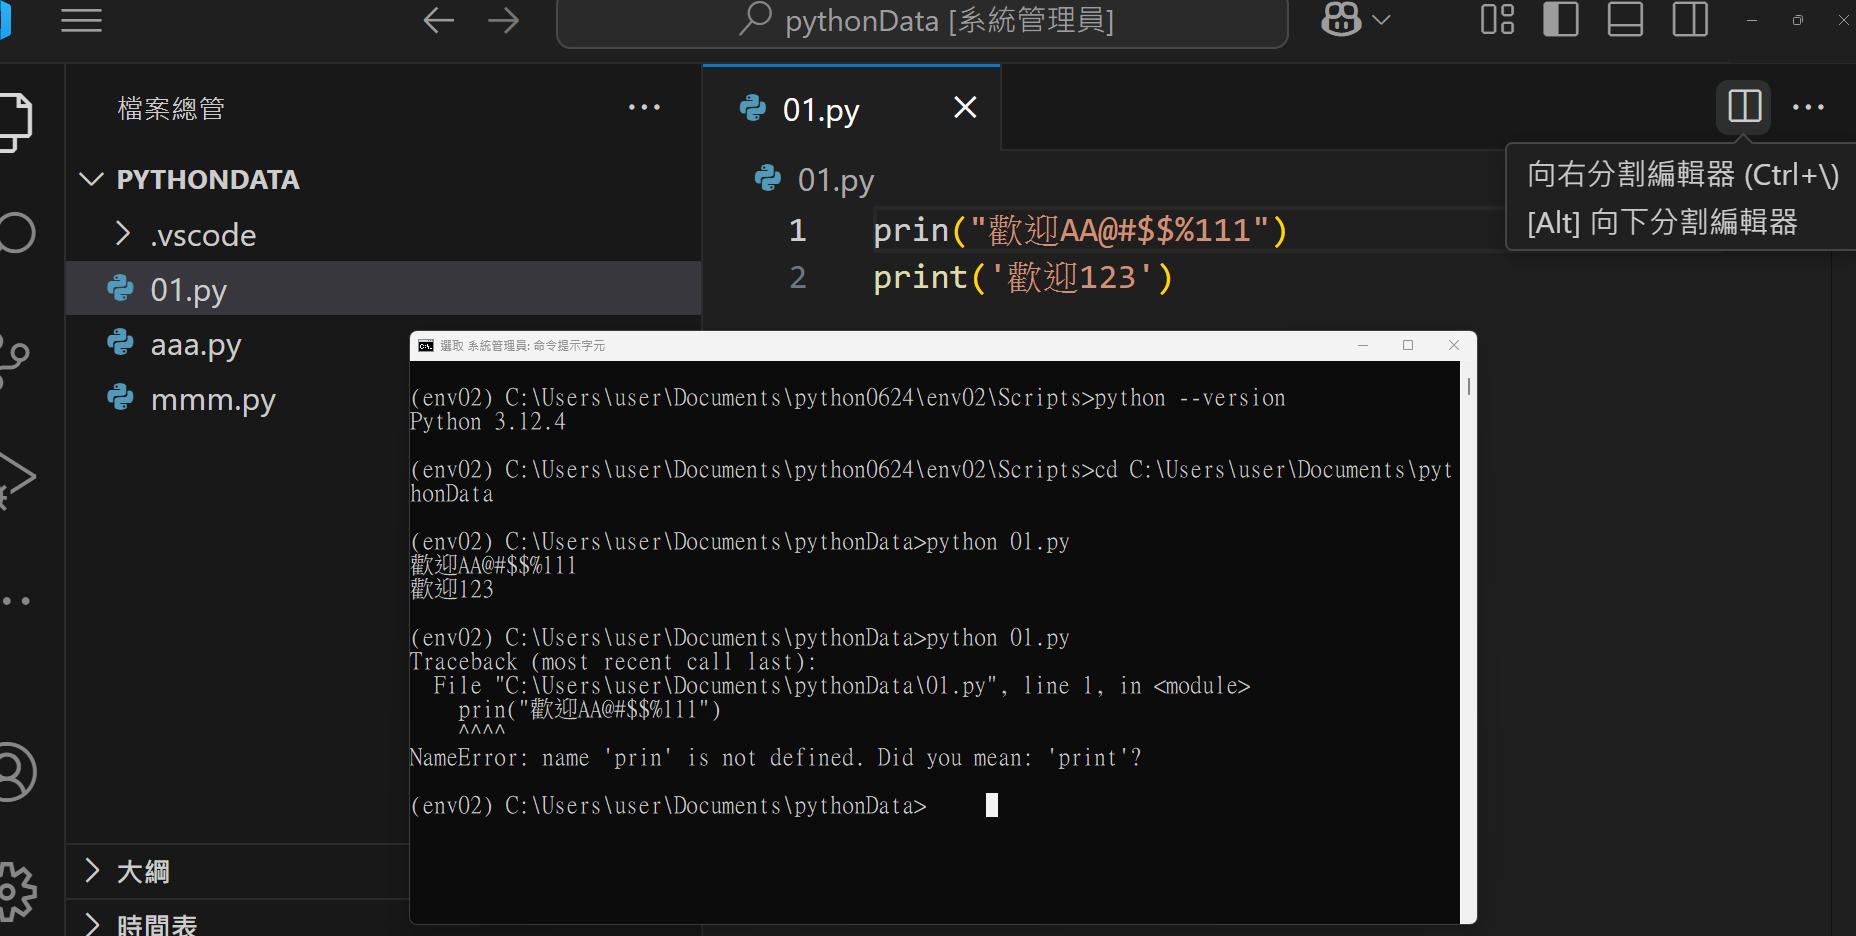 pythonData [系統管理員]
檔案總管
PYTHONDATA
.vscode
01.py
aaa.py
mmm.py
大綱
時間表
01.py
01.py
向右分割編輯器 (Ctrl+\)
[Alt] 向下分割編輯器
1 prin("歡迎AA@#$$%111")
2 print('歡迎123')
選取 系統管理員: 命令提示字元
(env02) C:\Users\user\Documents\python0624\env02\Scripts>python --version
Python 3.12.4
(env02) C:\Users\user\Documents\python0624\env02\Scripts>cd C:\Users\user\Documents\pyt
honData
(env02) C:\Users\user\Documents\pythonData>python 01.py
歡迎AA@#$$%111
歡迎123
(env02) C:\Users\user\Documents\pythonData>python 01.py
Traceback (most recent call last):
  File "C:\Users\user\Documents\pythonData\01.py", line 1, in <module>
    prin("歡迎AA@#$$%111")
    ^^^^
NameError: name 'prin' is not defined. Did you mean: 'print'?
(env02) C:\Users\user\Documents\pythonData>